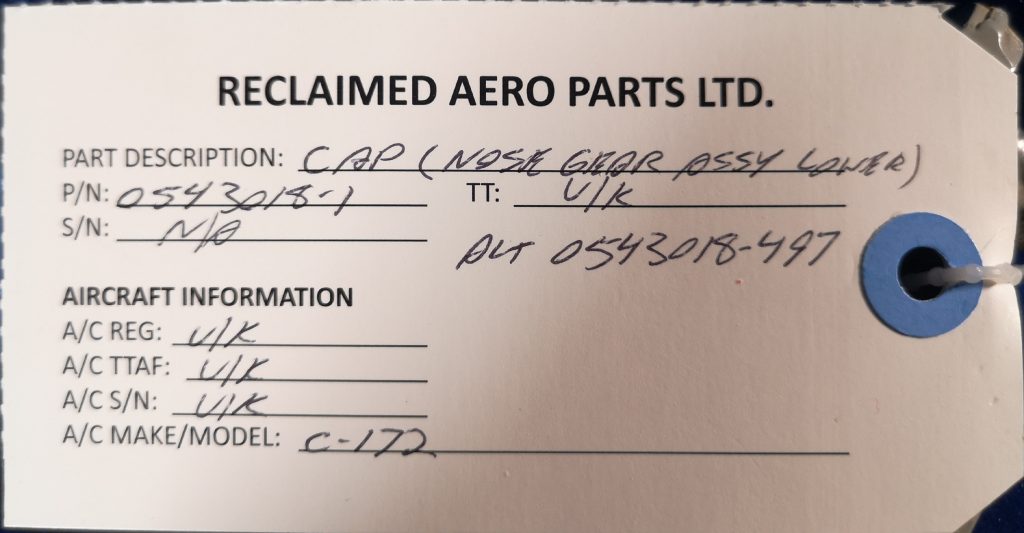 RECLAIMED AERO PARTS LTD.
PART DESCRIPTION: CAP (NOSE GEAR ASSY LOWER)
P/N: 0543018-1 TT: U/K
S/N: N/A
ALT 0543018-497
AIRCRAFT INFORMATION
A/C REG: U/K
A/C TTAF: U/K
A/C S/N: U/K
A/C MAKE/MODEL: C-172